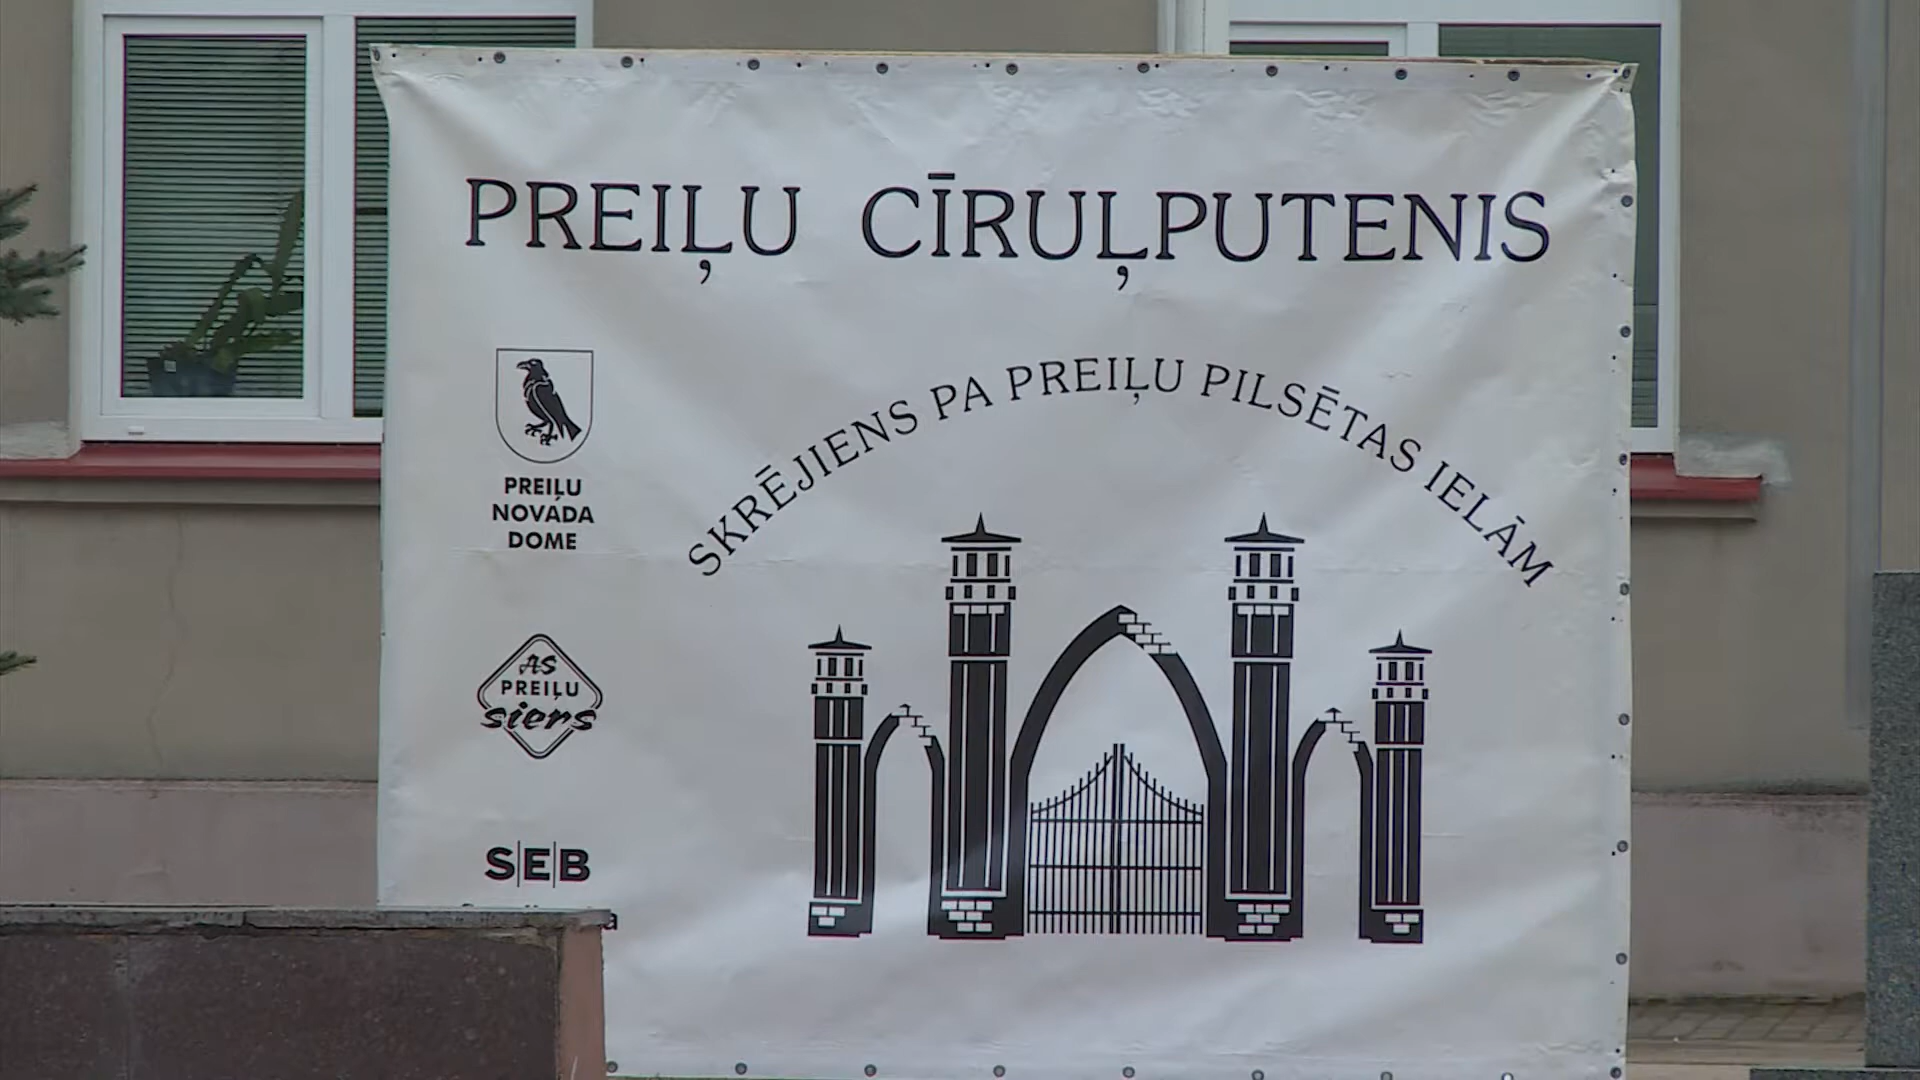 PREIĻU CĪRUĻPUTENIS
SKRĒJIENS PA PREIĻU PILSĒTAS IELĀM
PREIĻU
NOVADA
DOME
AS
PREIĻU
siers
SEB